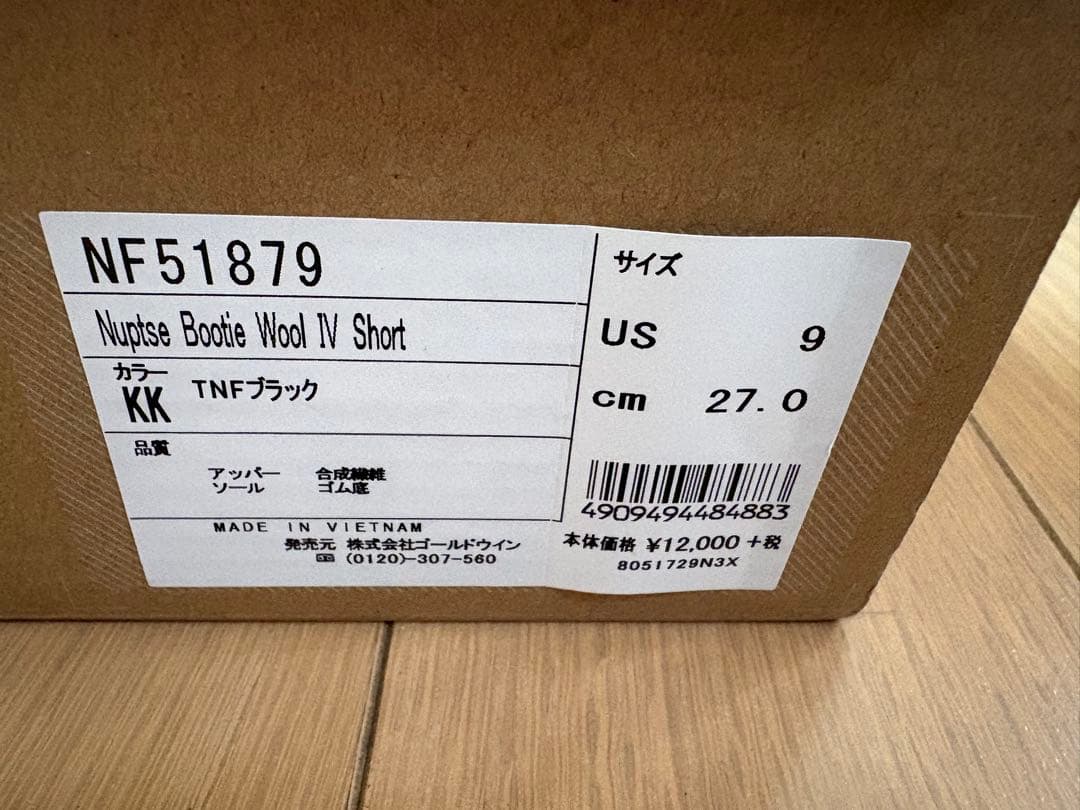 NF51879
Nuptse Bootie Wool IV Short
カラー
KK TNFブラック
品質
アッパー 合成繊維
ソール ゴム底
MADE IN VIETNAM
発売元 株式会社ゴールドウイン
(0120)-307-560
サイズ
US 9
cm 27.0
4909494484883
本体価格 ¥12,000+税
8051729N3X